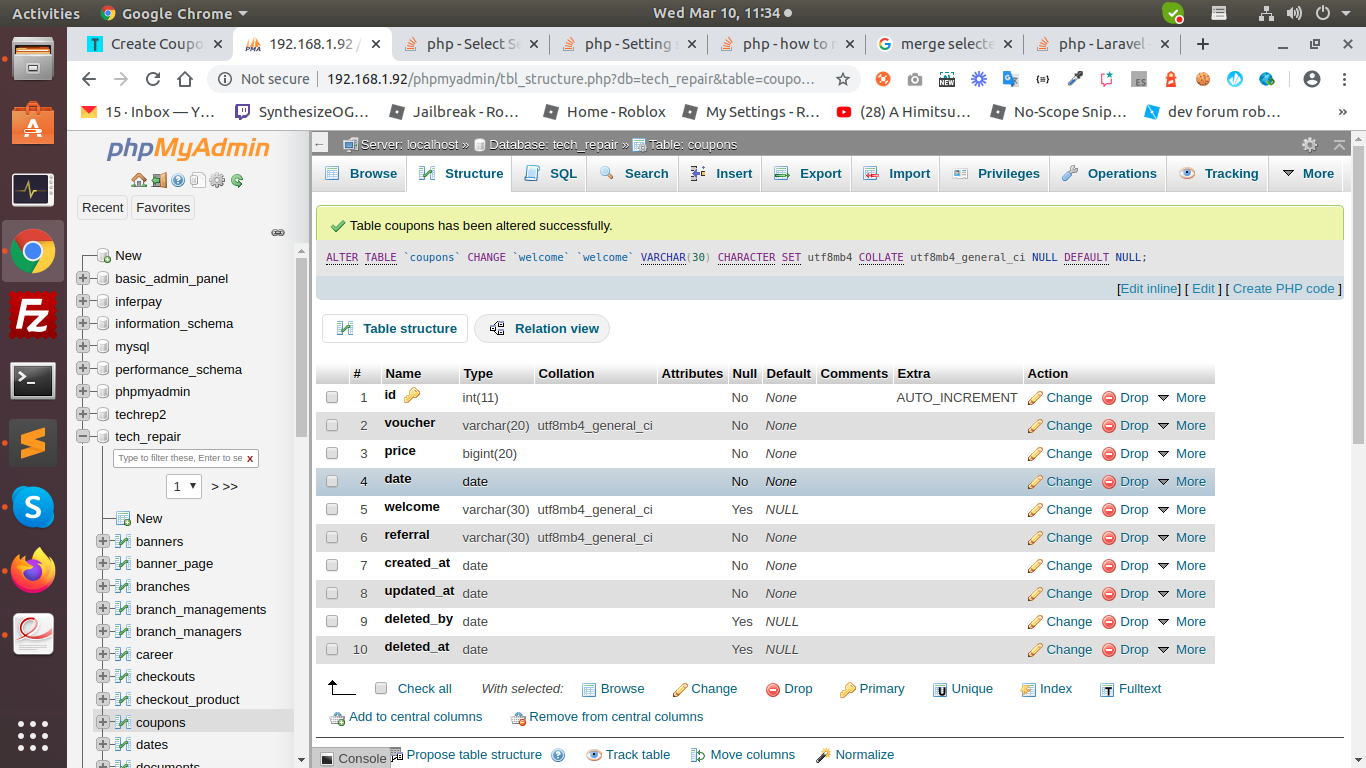 Activities Google Chrome Wed Mar 10, 11:34
Create Coupo 192.168.1.92 / php - Select Se php - Setting s php - how to r merge selecte php - Laravel -
Not secure 192.168.1.92/phpmyadmin/tbl_structure.php?db=tech_repair&table=coupo…
15 · Inbox — Y… SynthesizeOG… Jailbreak - Ro… Home - Roblox My Settings - R… (28) A Himitsu… No-Scope Snip… dev forum rob… »
phpMyAdmin
Recent Favorites
New
basic_admin_panel
inferpay
information_schema
mysql
performance_schema
phpmyadmin
techrep2
tech_repair
Type to filter these, Enter to se x
1 > >>
New
banners
banner_page
branches
branch_managements
branch_managers
career
checkouts
checkout_product
coupons
dates
documents
Server: localhost » Database: tech_repair » Table: coupons
Browse Structure SQL Search Insert Export Import Privileges Operations Tracking More
Table coupons has been altered successfully.
ALTER TABLE `coupons` CHANGE `welcome` `welcome` VARCHAR(30) CHARACTER SET utf8mb4 COLLATE utf8mb4_general_ci NULL DEFAULT NULL;
[Edit inline] [ Edit ] [ Create PHP code ]
Table structure Relation view
# Name Type Collation Attributes Null Default Comments Extra Action
1 id int(11) No None AUTO_INCREMENT Change Drop More
2 voucher varchar(20) utf8mb4_general_ci No None Change Drop More
3 price bigint(20) No None Change Drop More
4 date date No None Change Drop More
5 welcome varchar(30) utf8mb4_general_ci Yes NULL Change Drop More
6 referral varchar(30) utf8mb4_general_ci No None Change Drop More
7 created_at date No None Change Drop More
8 updated_at date No None Change Drop More
9 deleted_by date Yes NULL Change Drop More
10 deleted_at date Yes NULL Change Drop More
Check all With selected: Browse Change Drop Primary Unique Index Fulltext
Add to central columns Remove from central columns
Console Propose table structure Track table Move columns Normalize